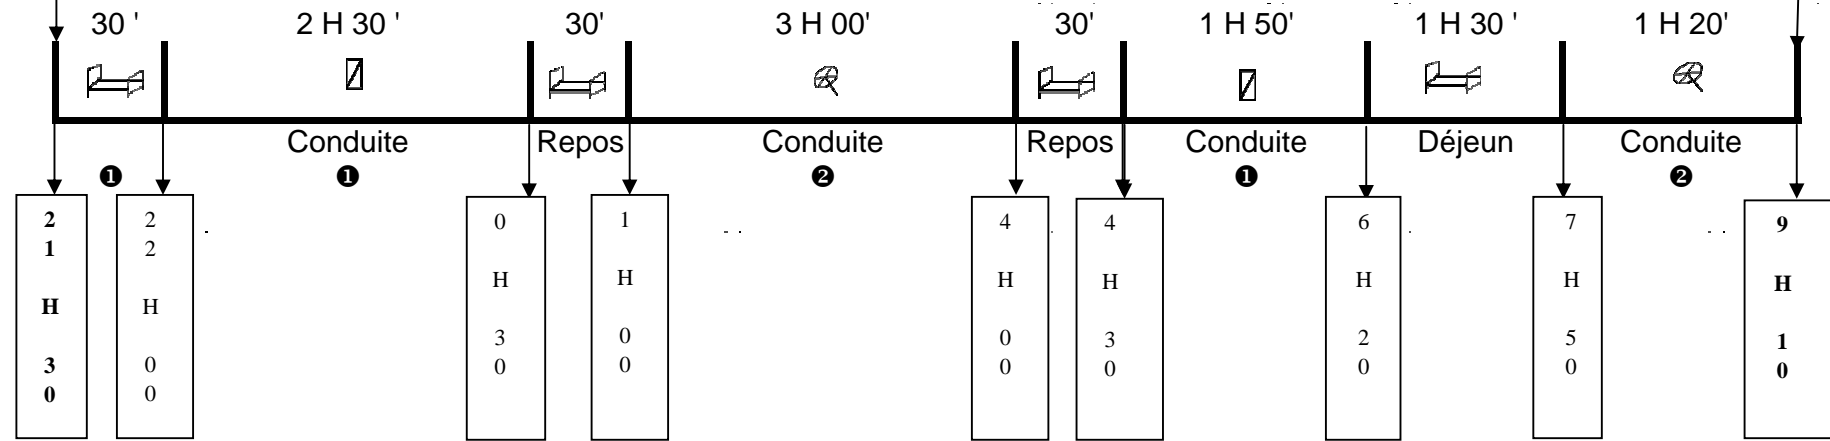 30 ' 2 H 30 ' 30' 3 H 00' 30' 1 H 50' 1 H 30 ' 1 H 20'
Conduite Repos Conduite Repos Conduite Déjeun Conduite
❶ ❶ ❷ ❶ ❷
21 H 30
22 H 00
0 H 30
1 H 00
4 H 00
4 H 30
6 H 20
7 H 50
9 H 10